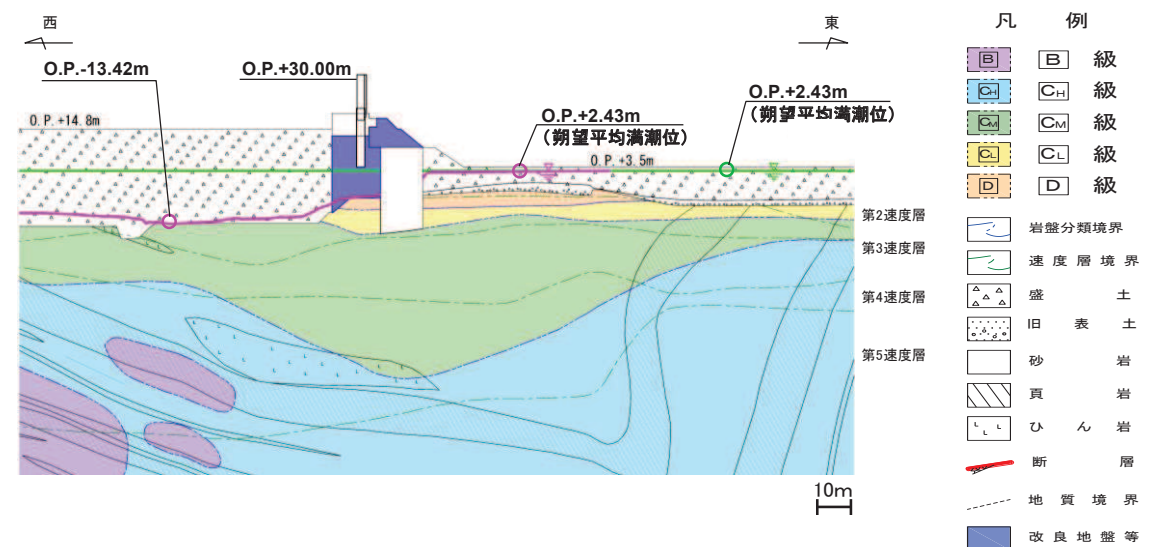 西
東
O.P.-13.42m
O.P.+30.00m
O.P.+2.43m
(朔望平均満潮位)
O.P.+2.43m
(朔望平均満潮位)
O.P.+14.8m
O.P.+3.5m
第2速度層
第3速度層
第4速度層
第5速度層
10m
凡 例
B B 級
CH CH 級
CM CM 級
CL CL 級
D D 級
岩盤分類境界
速度層境界
盛土
旧表土
砂岩
頁岩
ひん岩
断層
地質境界
改良地盤等